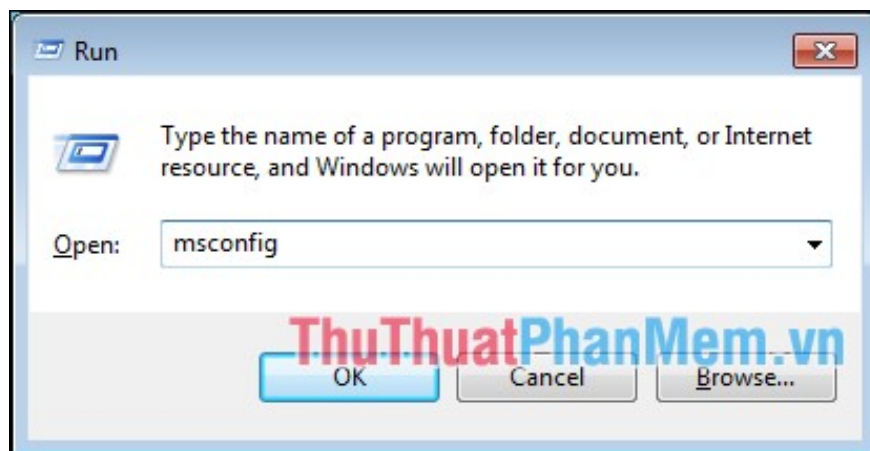 Run
Type the name of a program, folder, document, or Internet
resource, and Windows will open it for you.
Open: msconfig
ThuThuatPhanMem.vn
OK Cancel Browse...